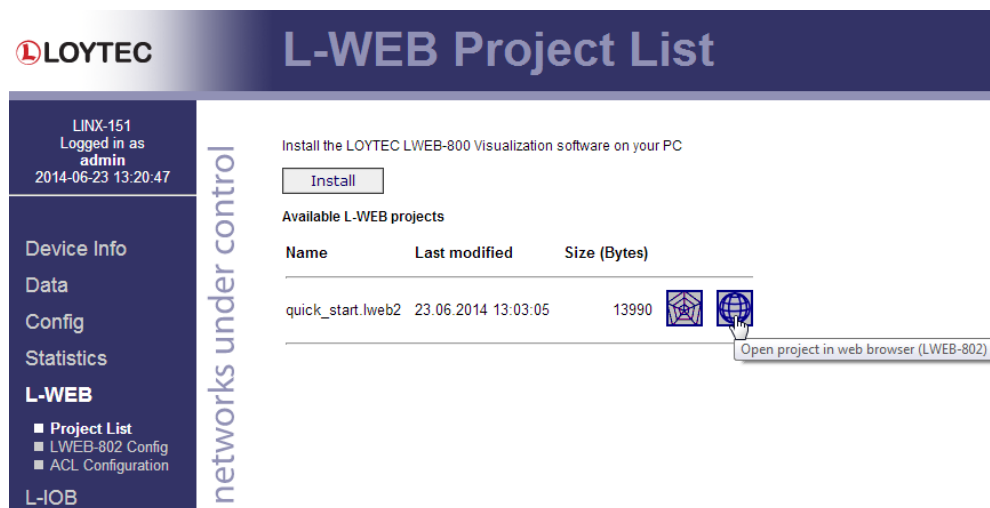 LOYTEC
L-WEB Project List
LINX-151
Logged in as
admin
2014-06-23 13:20:47
Device Info
Data
Config
Statistics
L-WEB
Project List
LWEB-802 Config
ACL Configuration
L-IOB
networks under control
Install the LOYTEC LWEB-800 Visualization software on your PC
Install
Available L-WEB projects
Name Last modified Size (Bytes)
quick_start.lweb2 23.06.2014 13:03:05 13990
Open project in web browser (LWEB-802)